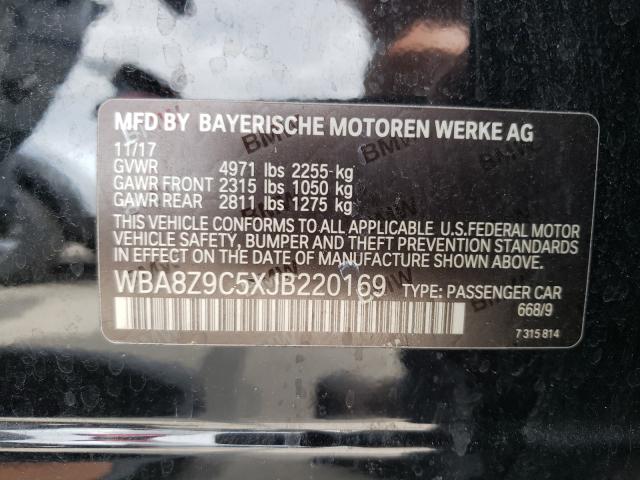 MFD BY BAYERISCHE MOTOREN WERKE AG
11/17
GVWR 4971 lbs 2255 kg
GAWR FRONT 2315 lbs 1050 kg
GAWR REAR 2811 lbs 1275 kg
THIS VEHICLE CONFORMS TO ALL APPLICABLE U.S.FEDERAL MOTOR
VEHICLE SAFETY, BUMPER AND THEFT PREVENTION STANDARDS
IN EFFECT ON THE DATE OF MANUFACTURE SHOWN ABOVE.
WBA8Z9C5XJB220169 TYPE: PASSENGER CAR
668/9
7 315 814